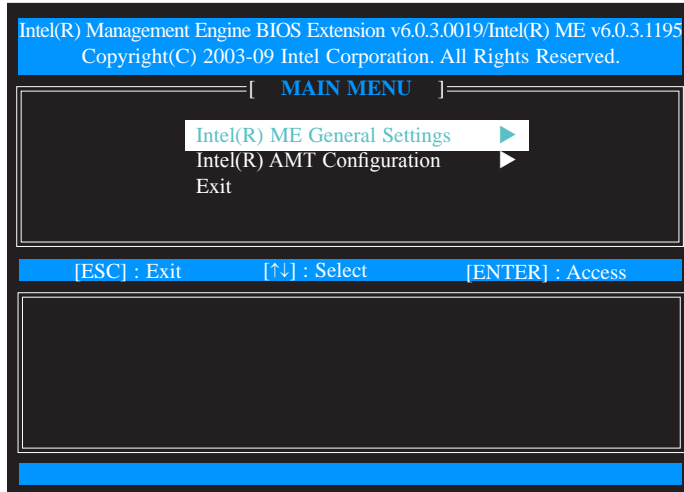 Intel(R) Management Engine BIOS Extension v6.0.3.0019/Intel(R) ME v6.0.3.1195
Copyright(C) 2003-09 Intel Corporation. All Rights Reserved.
[ MAIN MENU ]
Intel(R) ME General Settings ▶
Intel(R) AMT Configuration ▶
Exit
[ESC] : Exit [↑↓] : Select [ENTER] : Access